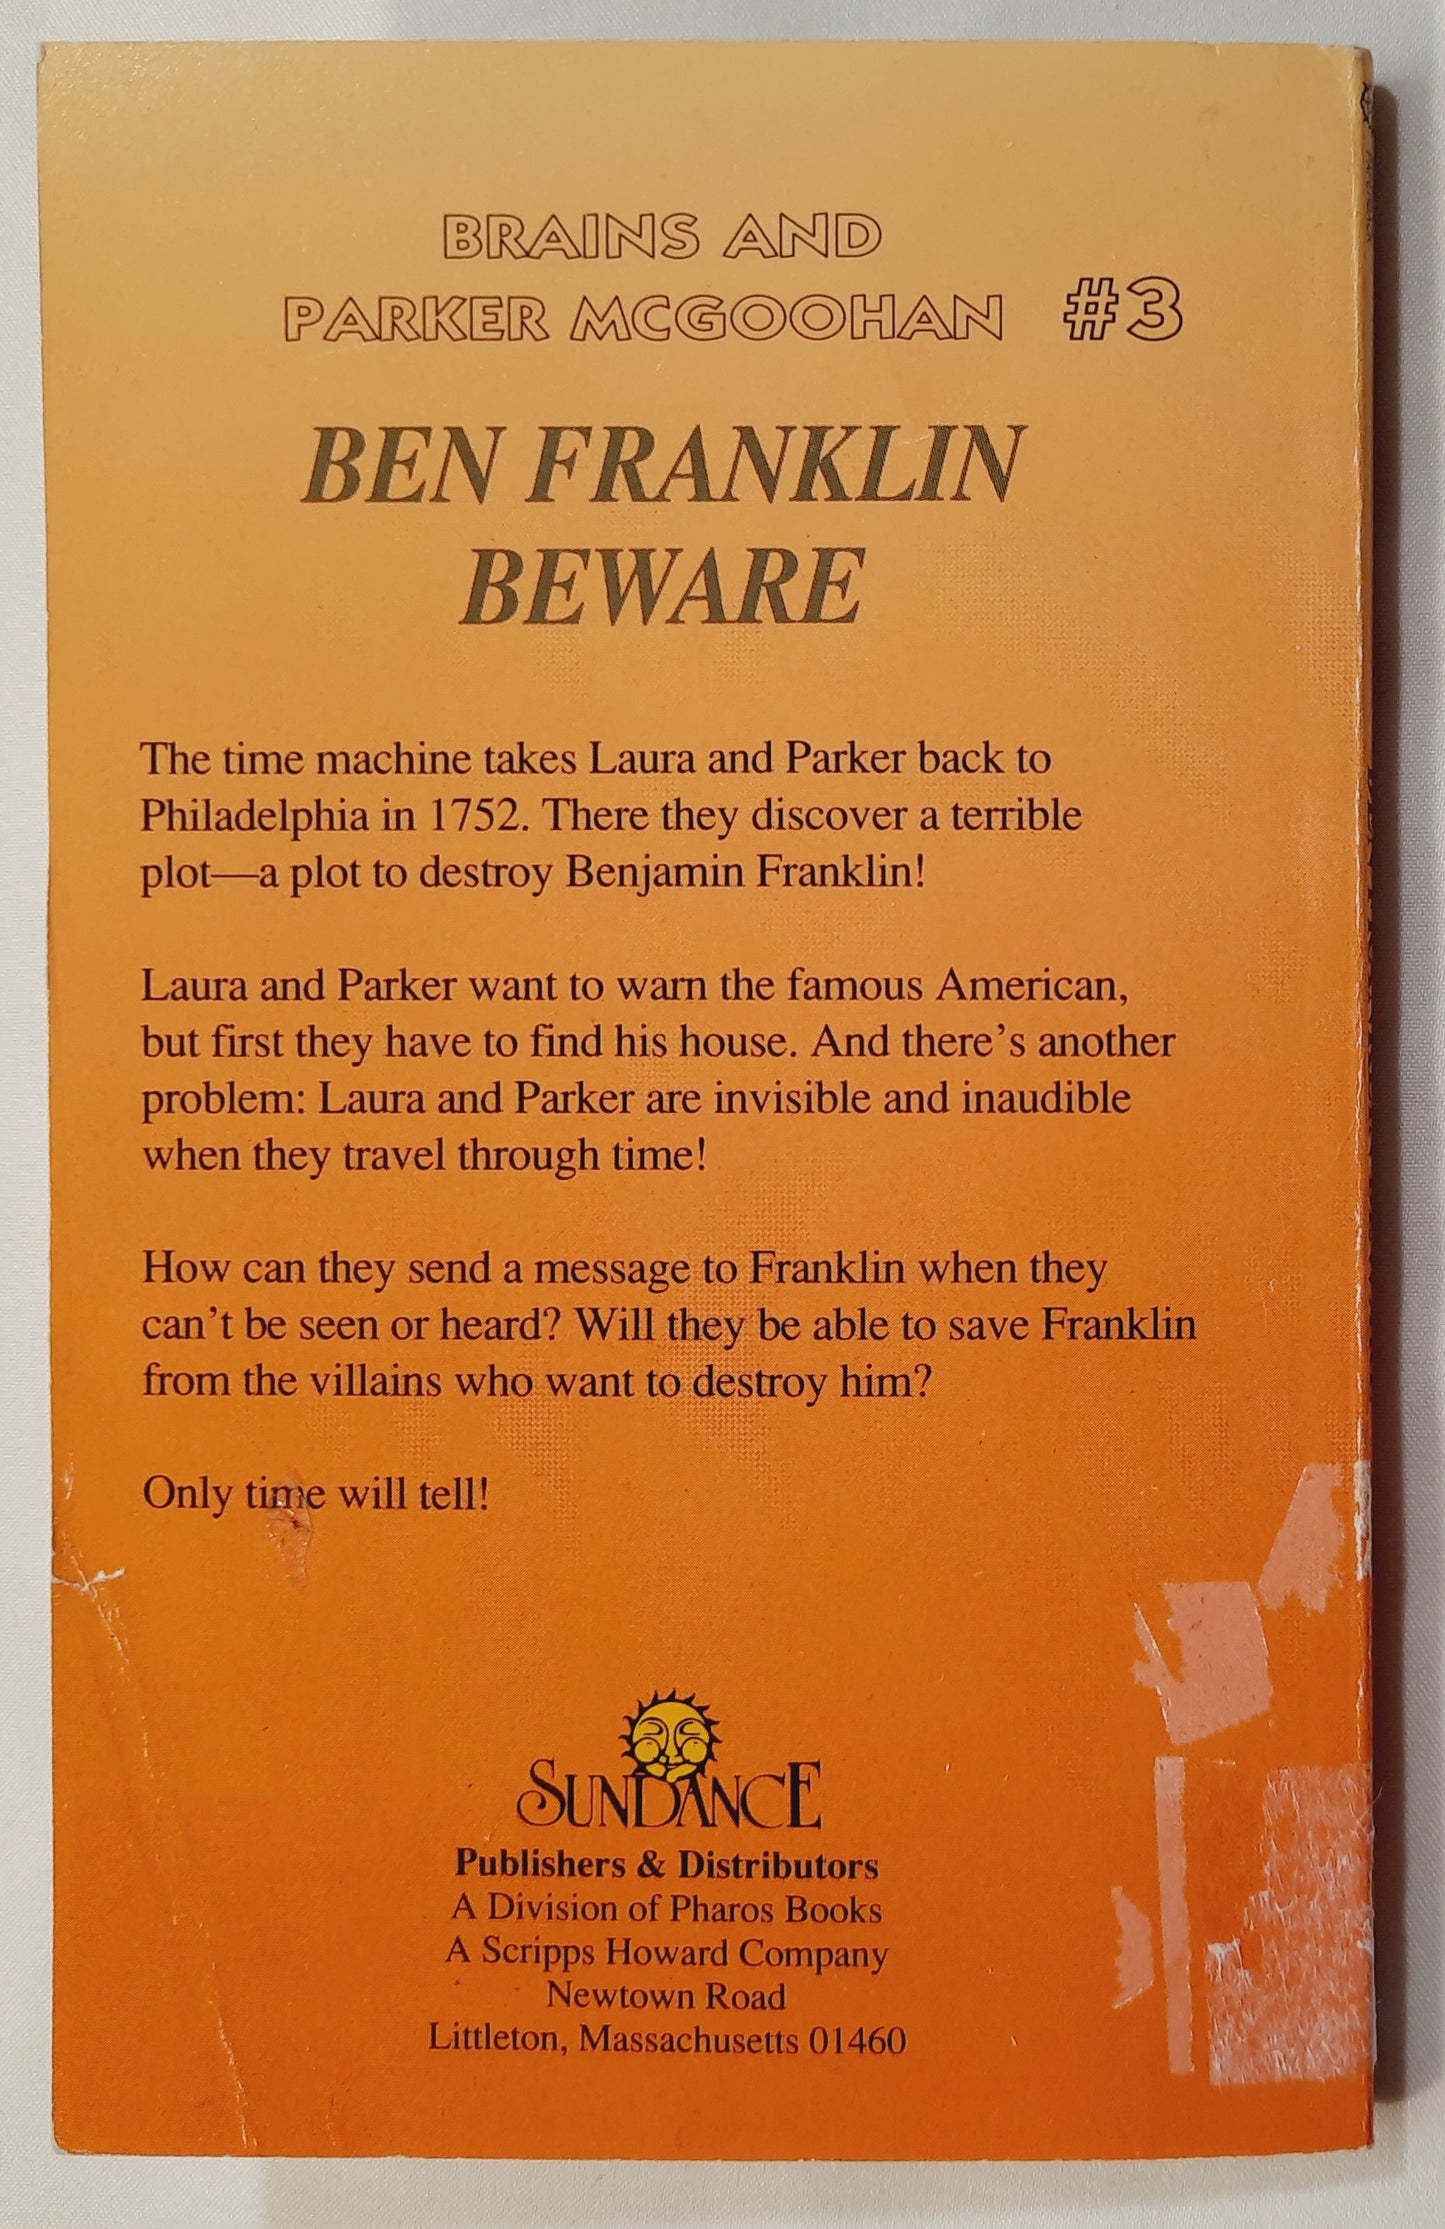 BRAINS AND
PARKER MCGOOHAN #3
BEN FRANKLIN
BEWARE
The time machine takes Laura and Parker back to
Philadelphia in 1752. There they discover a terrible
plot—a plot to destroy Benjamin Franklin!
Laura and Parker want to warn the famous American,
but first they have to find his house. And there's another
problem: Laura and Parker are invisible and inaudible
when they travel through time!
How can they send a message to Franklin when they
can't be seen or heard? Will they be able to save Franklin
from the villains who want to destroy him?
Only time will tell!
SUNDANCE
Publishers & Distributors
A Division of Pharos Books
A Scripps Howard Company
Newtown Road
Littleton, Massachusetts 01460